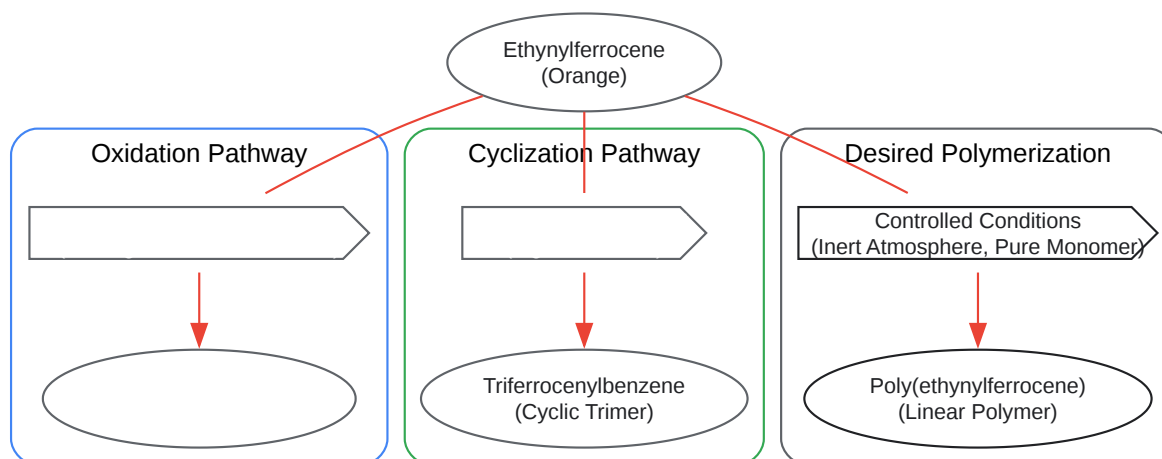 Ethynylferrocene
(Orange)
Oxidation Pathway
Cyclization Pathway
Desired Polymerization
Controlled Conditions
(Inert Atmosphere, Pure Monomer)
Triferrocenylbenzene
(Cyclic Trimer)
Poly(ethynylferrocene)
(Linear Polymer)